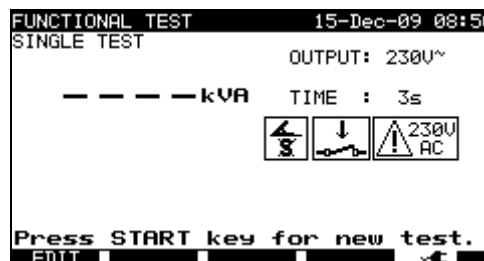 FUNCTIONAL TEST 15-Dec-09 08:50
SINGLE TEST
OUTPUT: 230V~
– – – – kVA TIME : 3s
230V
AC
Press START key for new test.
EDIT